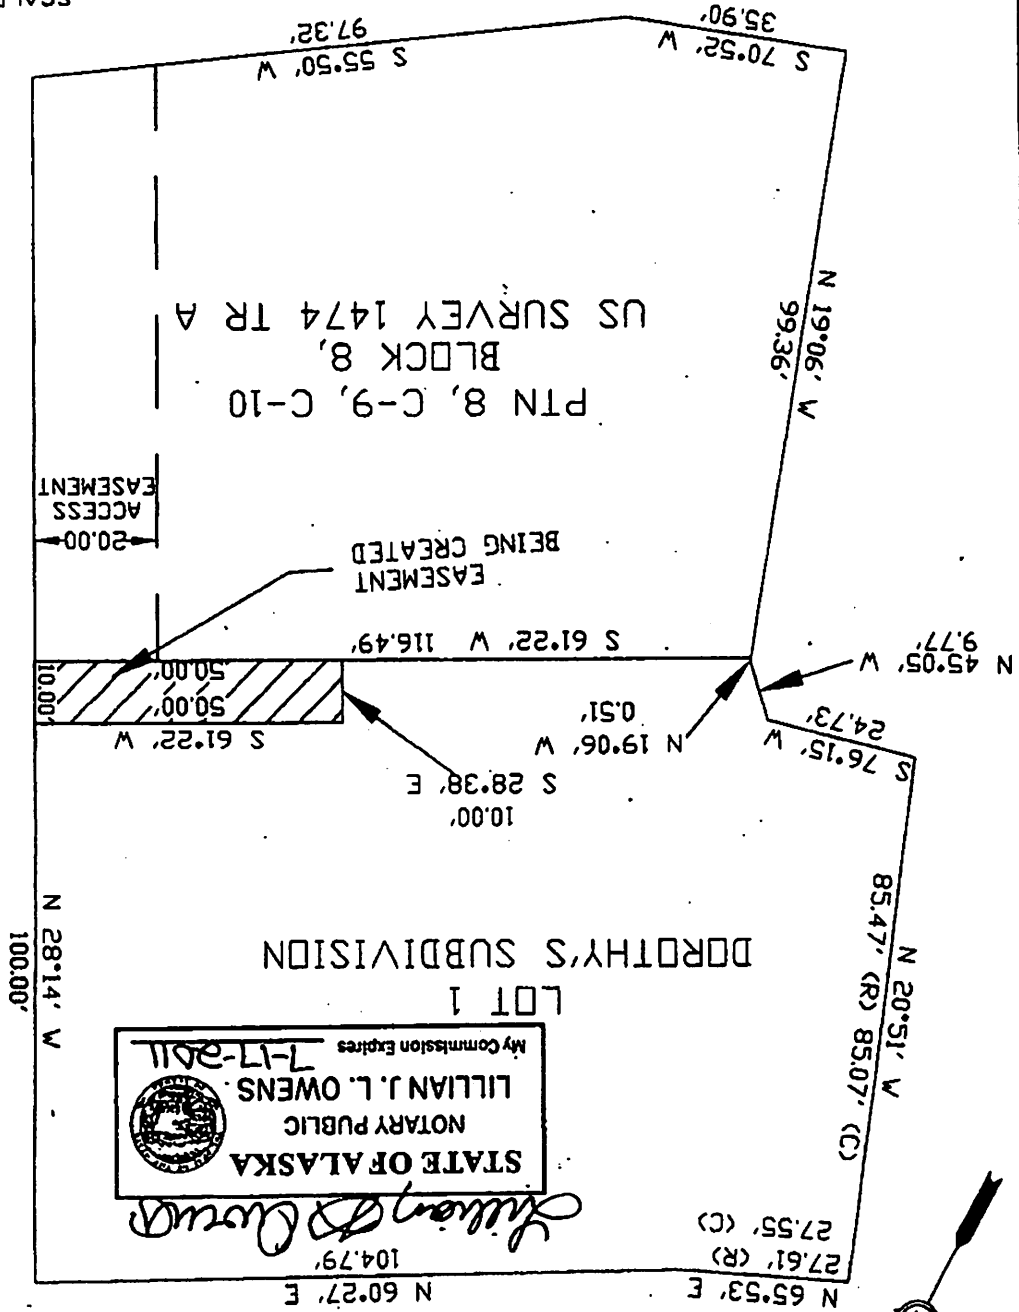 N 65°53' E
27.61' (R)
27.55' (C)
N 60°27' E
104.79'
Lillian J L Owens
STATE OF ALASKA
NOTARY PUBLIC
LILLIAN J. L. OWENS
My Commission Expires 7-17-2011
LOT 1
DOROTHY'S SUBDIVISION
N 20°51' W
85.47' (R) 85.07' (C)
N 28°14' W
100.00'
10.00'
S 28°38' E
S 76°15' W
24.73'
N 19°06' W
0.51'
S 61°22' W
50.00'
50.00'
10.00'
N 45°05' W
9.77'
S 61°22' W 116.49'
EASEMENT
BEING CREATED
20.00
ACCESS
EASEMENT
PTN 8, C-9, C-10
BLOCK 8,
US SURVEY 1474 TR A
N 19°06' W
99.36'
S 70°52' W
35.90'
S 55°50' W
97.32'